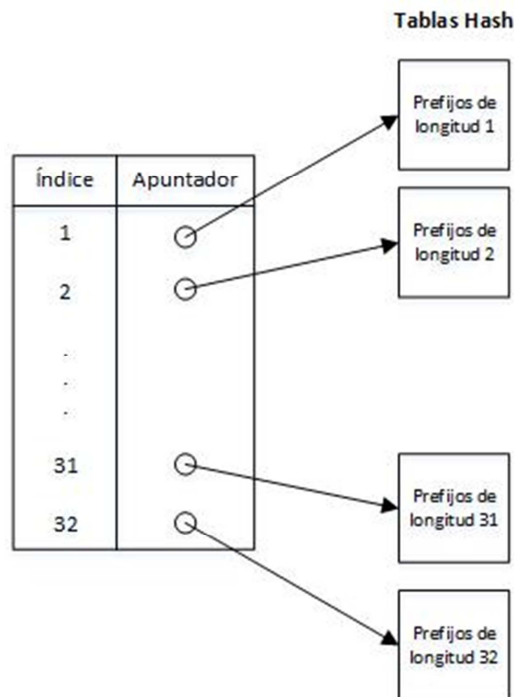 Tablas Hash
Prefijos de
longitud 1
Índice Apuntador
1
Prefijos de
longitud 2
2
.
.
.
31
Prefijos de
longitud 31
32
Prefijos de
longitud 32